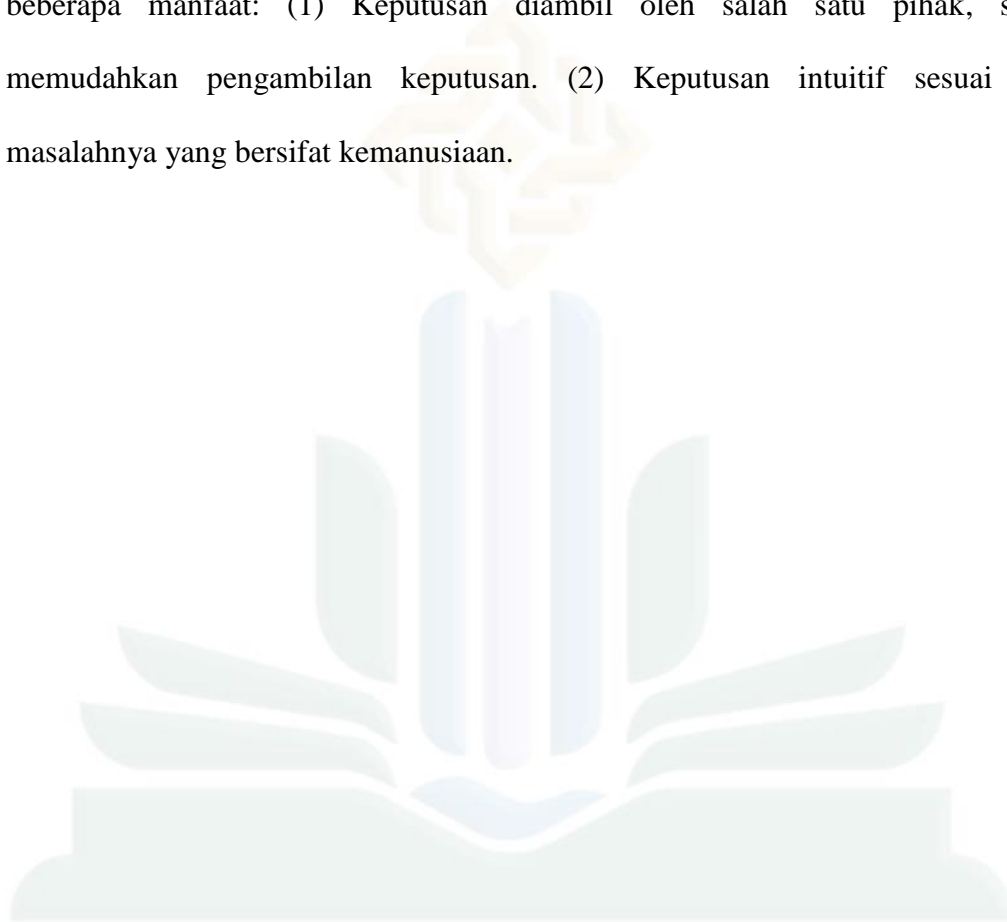 beberapa manfaat: (1) Keputusan diambil oleh salah satu pihak,
memudahkan pengambilan keputusan. (2) Keputusan intuitif sesuai
masalahnya yang bersifat kemanusiaan.